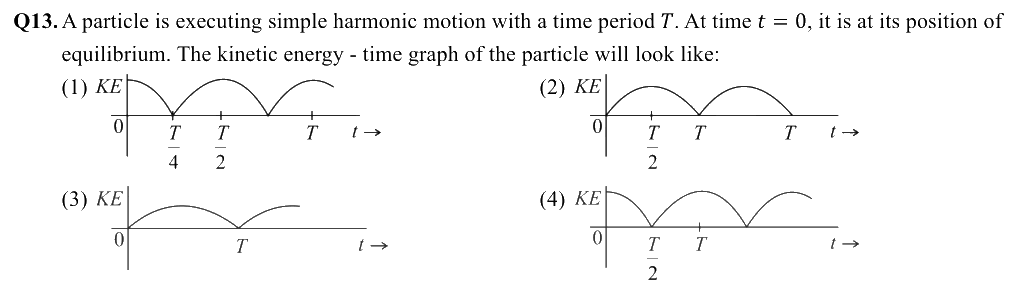 Q13. A particle is executing simple harmonic motion with a time period T. At time t = 0, it is at its position of
equilibrium. The kinetic energy - time graph of the particle will look like:
(1) KE
0 T/4 T/2 T t →
(2) KE
0 T/2 T T t →
(3) KE
0 T t →
(4) KE
0 T/2 T t →